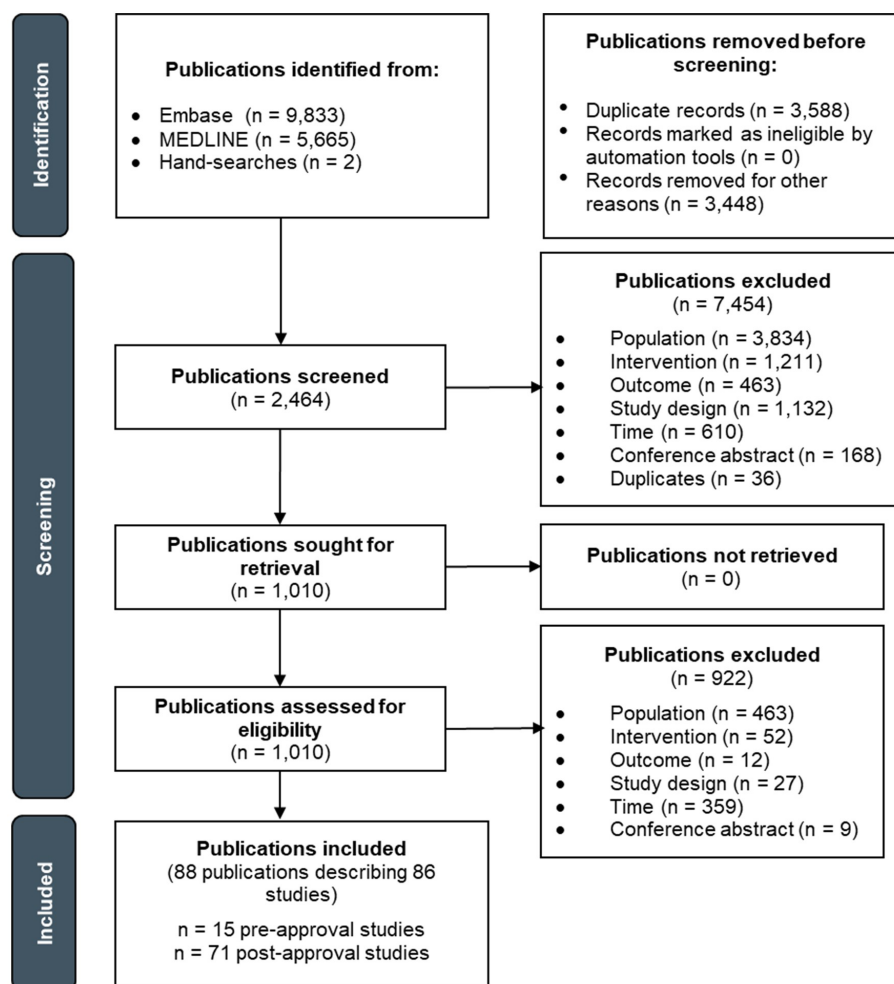 Identification
Publications identified from:
• Embase (n = 9,833)
• MEDLINE (n = 5,665)
• Hand-searches (n = 2)
Publications removed before
screening:
• Duplicate records (n = 3,588)
• Records marked as ineligible by
automation tools (n = 0)
• Records removed for other
reasons (n = 3,448)
Screening
Publications screened
(n = 2,464)
Publications excluded
(n = 7,454)
• Population (n = 3,834)
• Intervention (n = 1,211)
• Outcome (n = 463)
• Study design (n = 1,132)
• Time (n = 610)
• Conference abstract (n = 168)
• Duplicates (n = 36)
Publications sought for
retrieval
(n = 1,010)
Publications not retrieved
(n = 0)
Publications assessed for
eligibility
(n = 1,010)
Publications excluded
(n = 922)
• Population (n = 463)
• Intervention (n = 52)
• Outcome (n = 12)
• Study design (n = 27)
• Time (n = 359)
• Conference abstract (n = 9)
Included
Publications included
(88 publications describing 86
studies)
n = 15 pre-approval studies
n = 71 post-approval studies